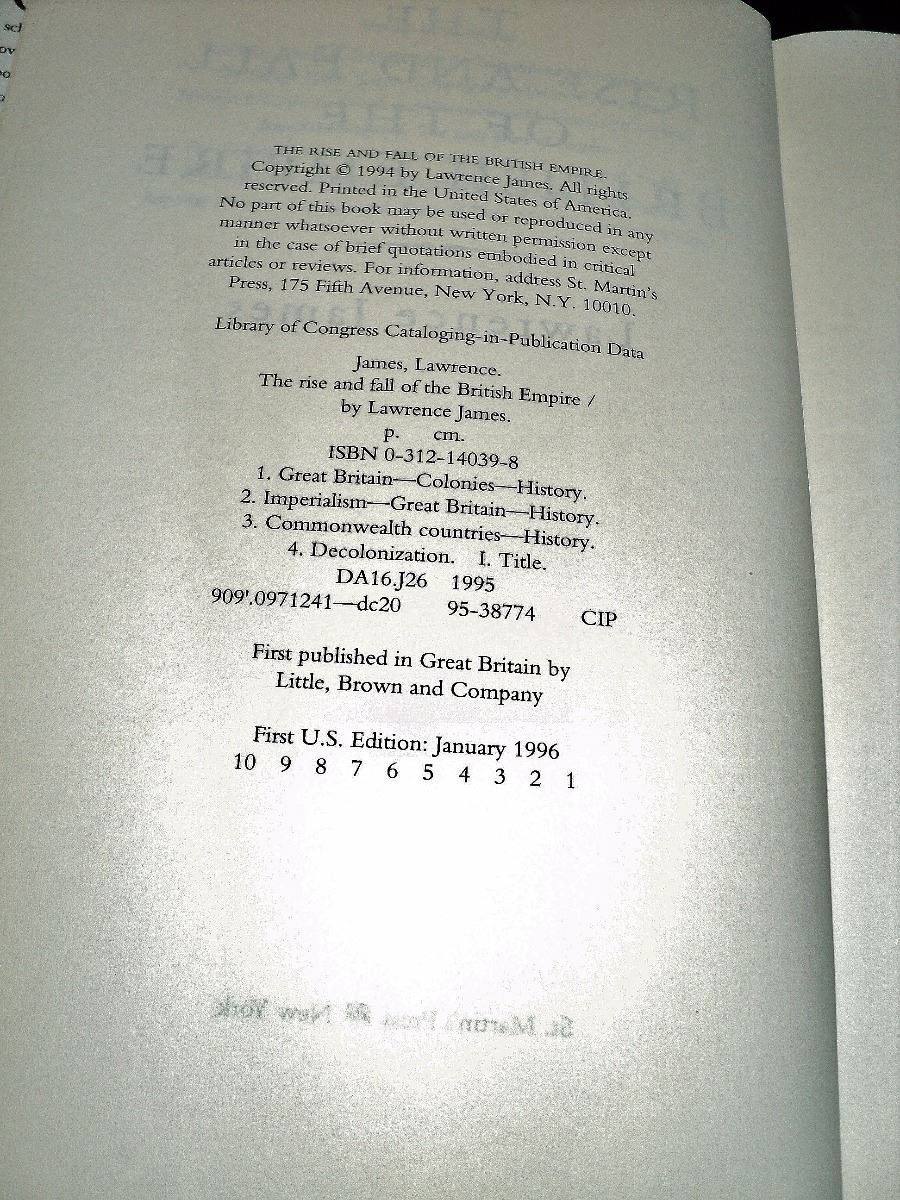 THE RISE AND FALL OF THE BRITISH EMPIRE.
Copyright © 1994 by Lawrence James. All rights
reserved. Printed in the United States of America.
No part of this book may be used or reproduced in any
manner whatsoever without written permission except
in the case of brief quotations embodied in critical
articles or reviews. For information, address St. Martin's
Press, 175 Fifth Avenue, New York, N.Y. 10010.
Library of Congress Cataloging-in-Publication Data
James, Lawrence.
The rise and fall of the British Empire /
by Lawrence James.
p. cm.
ISBN 0-312-14039-8
1. Great Britain—Colonies—History.
2. Imperialism—Great Britain—History.
3. Commonwealth countries—History.
4. Decolonization. I. Title.
DA16.J26 1995
909'.0971241—dc20 95-38774 CIP
First published in Great Britain by
Little, Brown and Company
First U.S. Edition: January 1996
10 9 8 7 6 5 4 3 2 1
St. Martin's Press New York